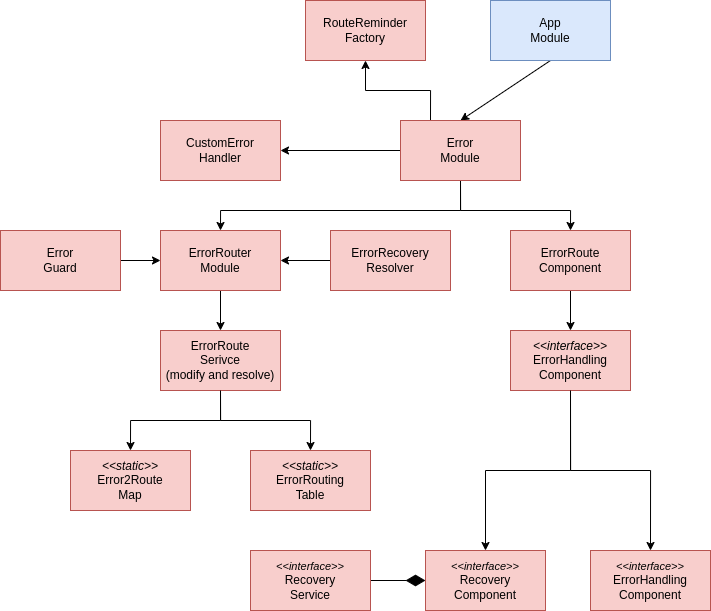 RouteReminder
Factory
App
Module
CustomError
Handler
Error
Module
Error
Guard
ErrorRouter
Module
ErrorRecovery
Resolver
ErrorRoute
Component
ErrorRoute
Serivce
(modify and resolve)
<<interface>>
ErrorHandling
Component
<<static>>
Error2Route
Map
<<static>>
ErrorRouting
Table
<<interface>>
Recovery
Service
<<interface>>
Recovery
Component
<<interface>>
ErrorHandling
Component